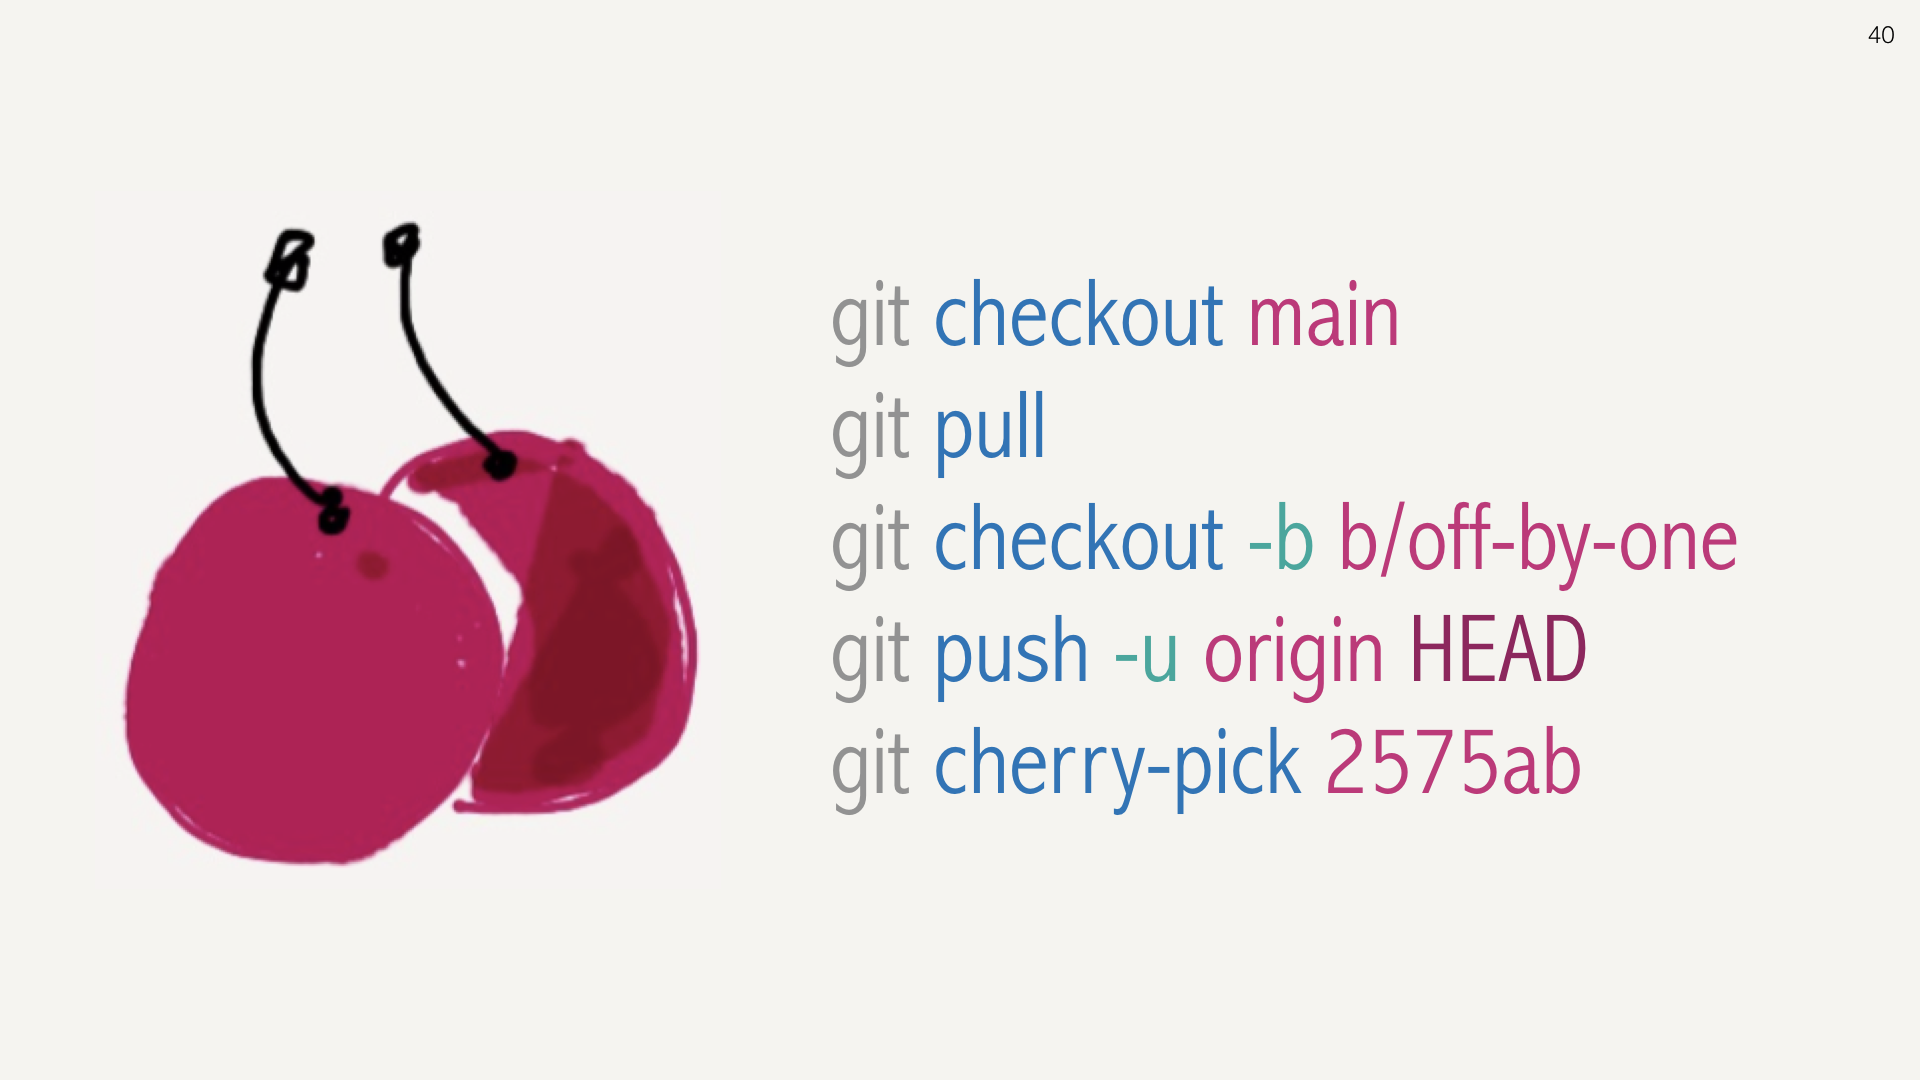 40
git checkout main
git pull
git checkout -b b/off-by-one
git push -u origin HEAD
git cherry-pick 2575ab